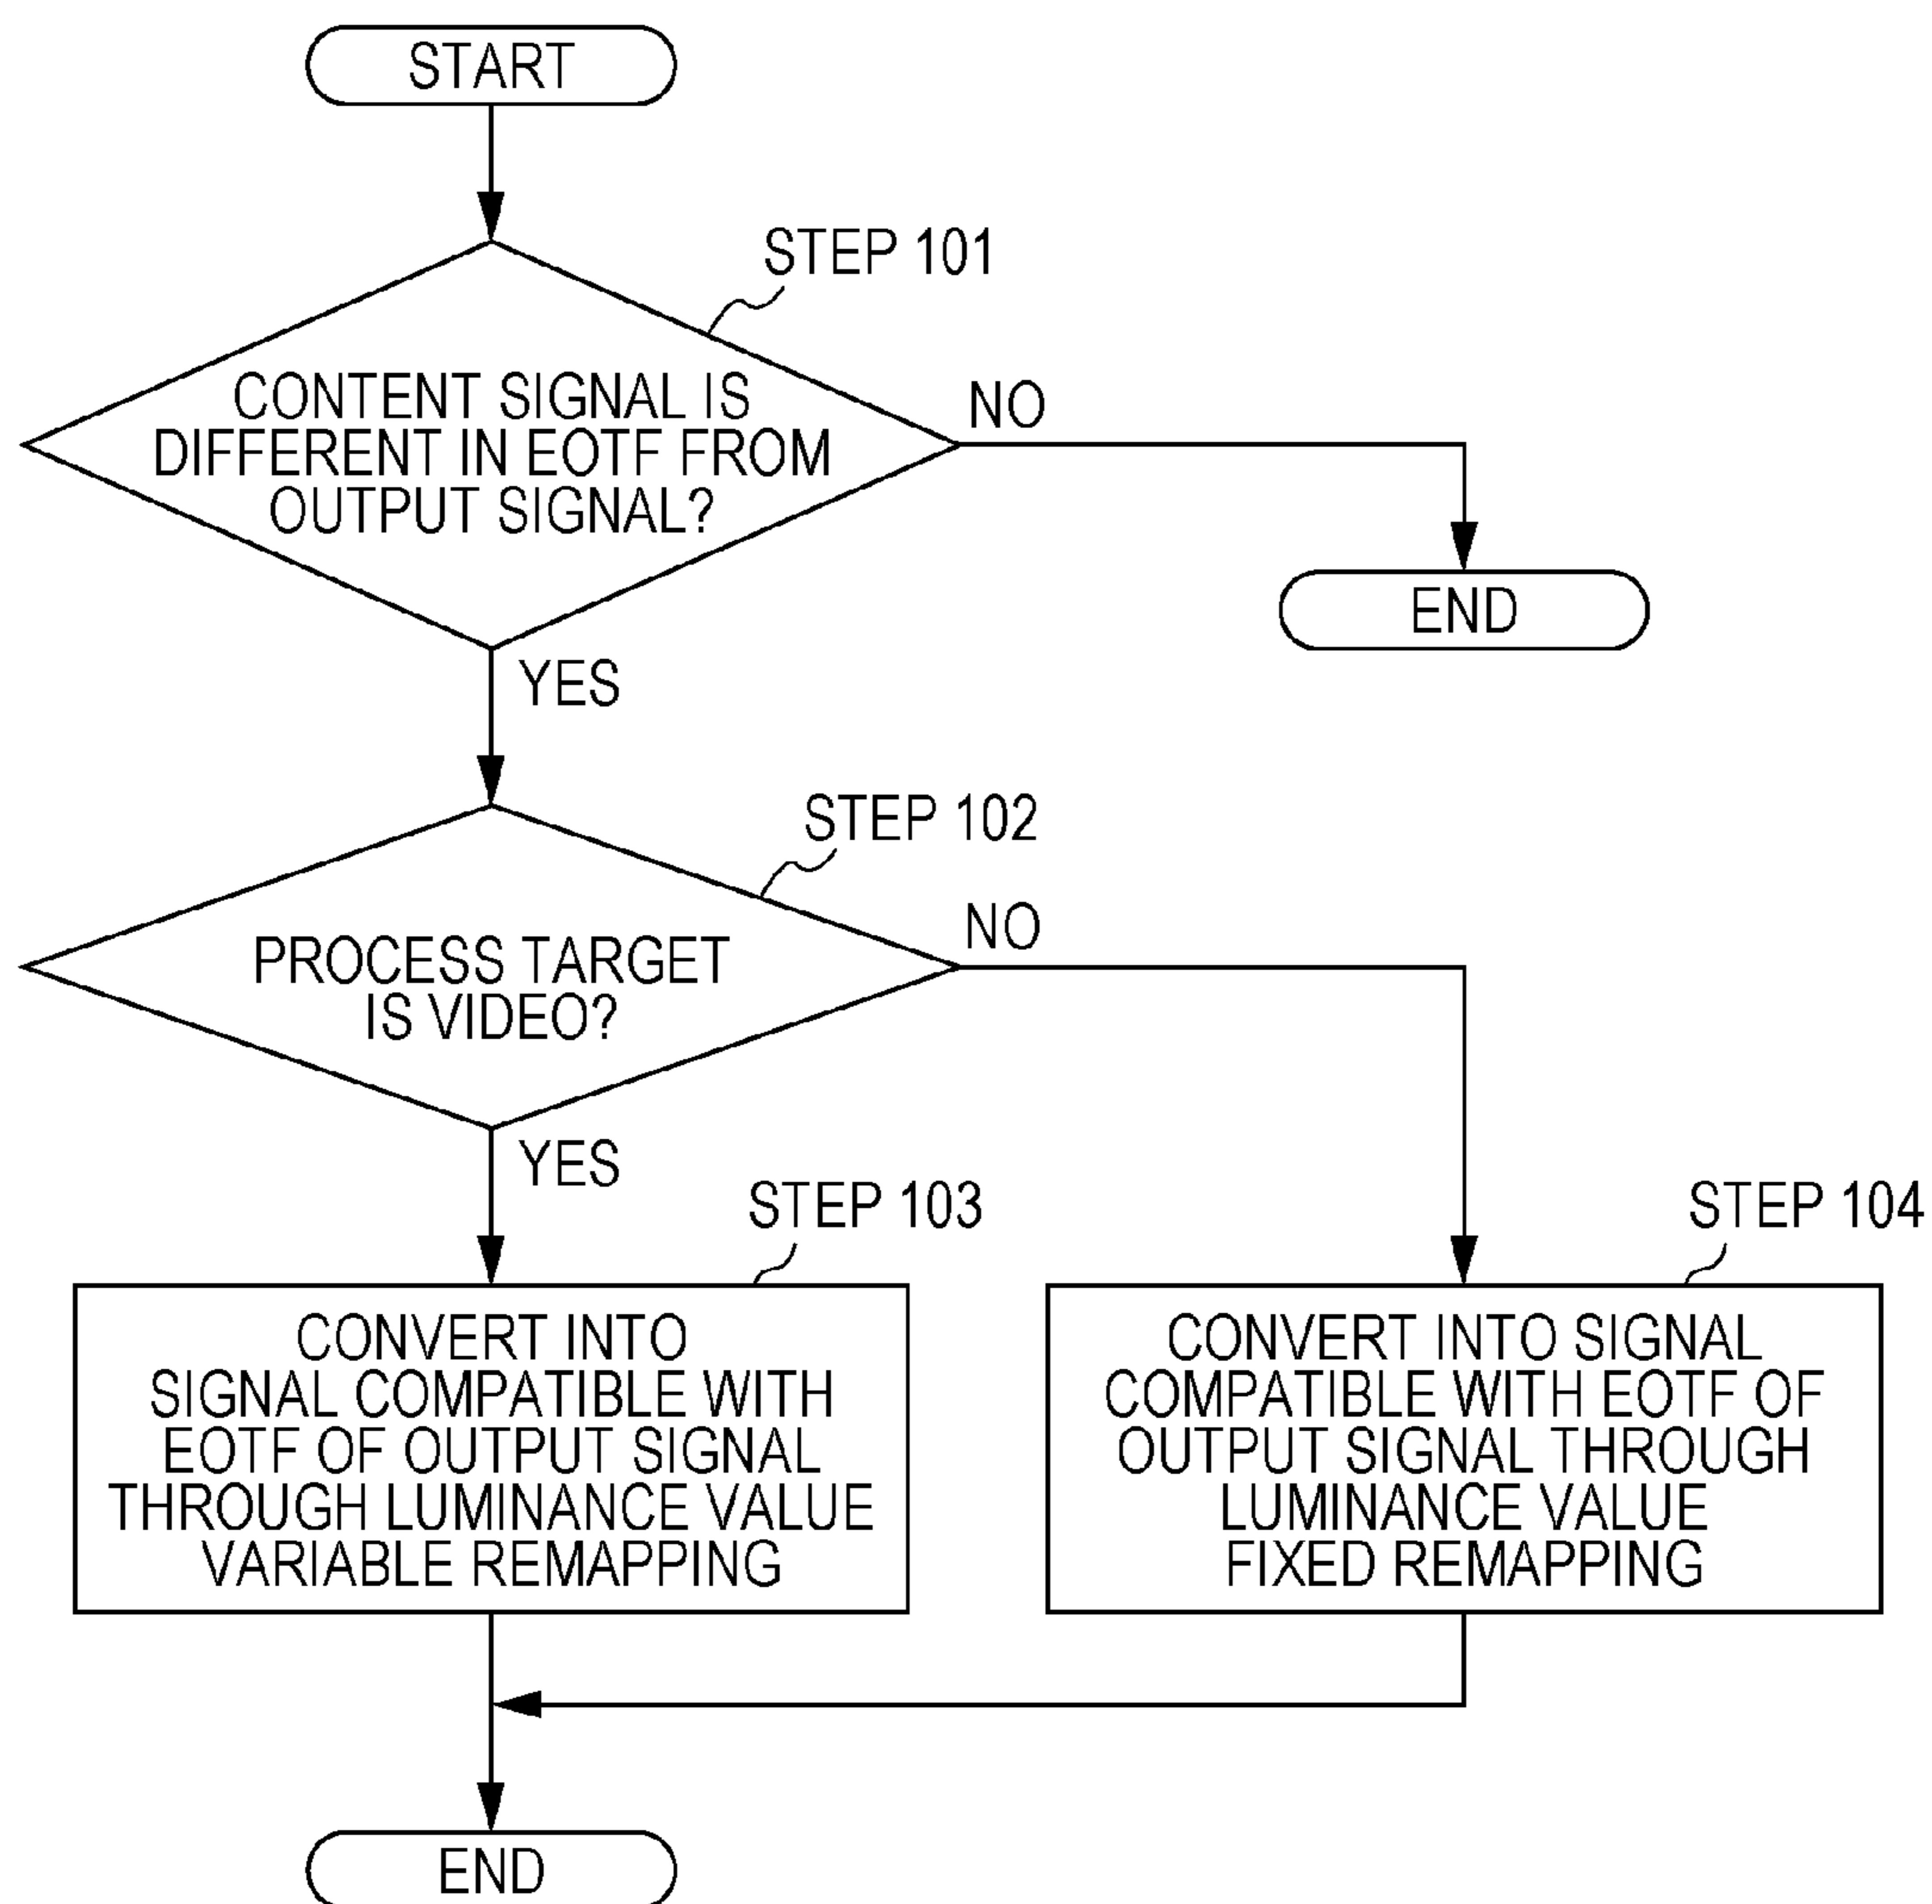 START
STEP 101
CONTENT SIGNAL IS
DIFFERENT IN EOTF FROM
OUTPUT SIGNAL?
NO
END
YES
STEP 102
PROCESS TARGET
IS VIDEO?
NO
YES
STEP 103
CONVERT INTO
SIGNAL COMPATIBLE WITH
EOTF OF OUTPUT SIGNAL
THROUGH LUMINANCE VALUE
VARIABLE REMAPPING
STEP 104
CONVERT INTO SIGNAL
COMPATIBLE WITH EOTF OF
OUTPUT SIGNAL THROUGH
LUMINANCE VALUE
FIXED REMAPPING
END